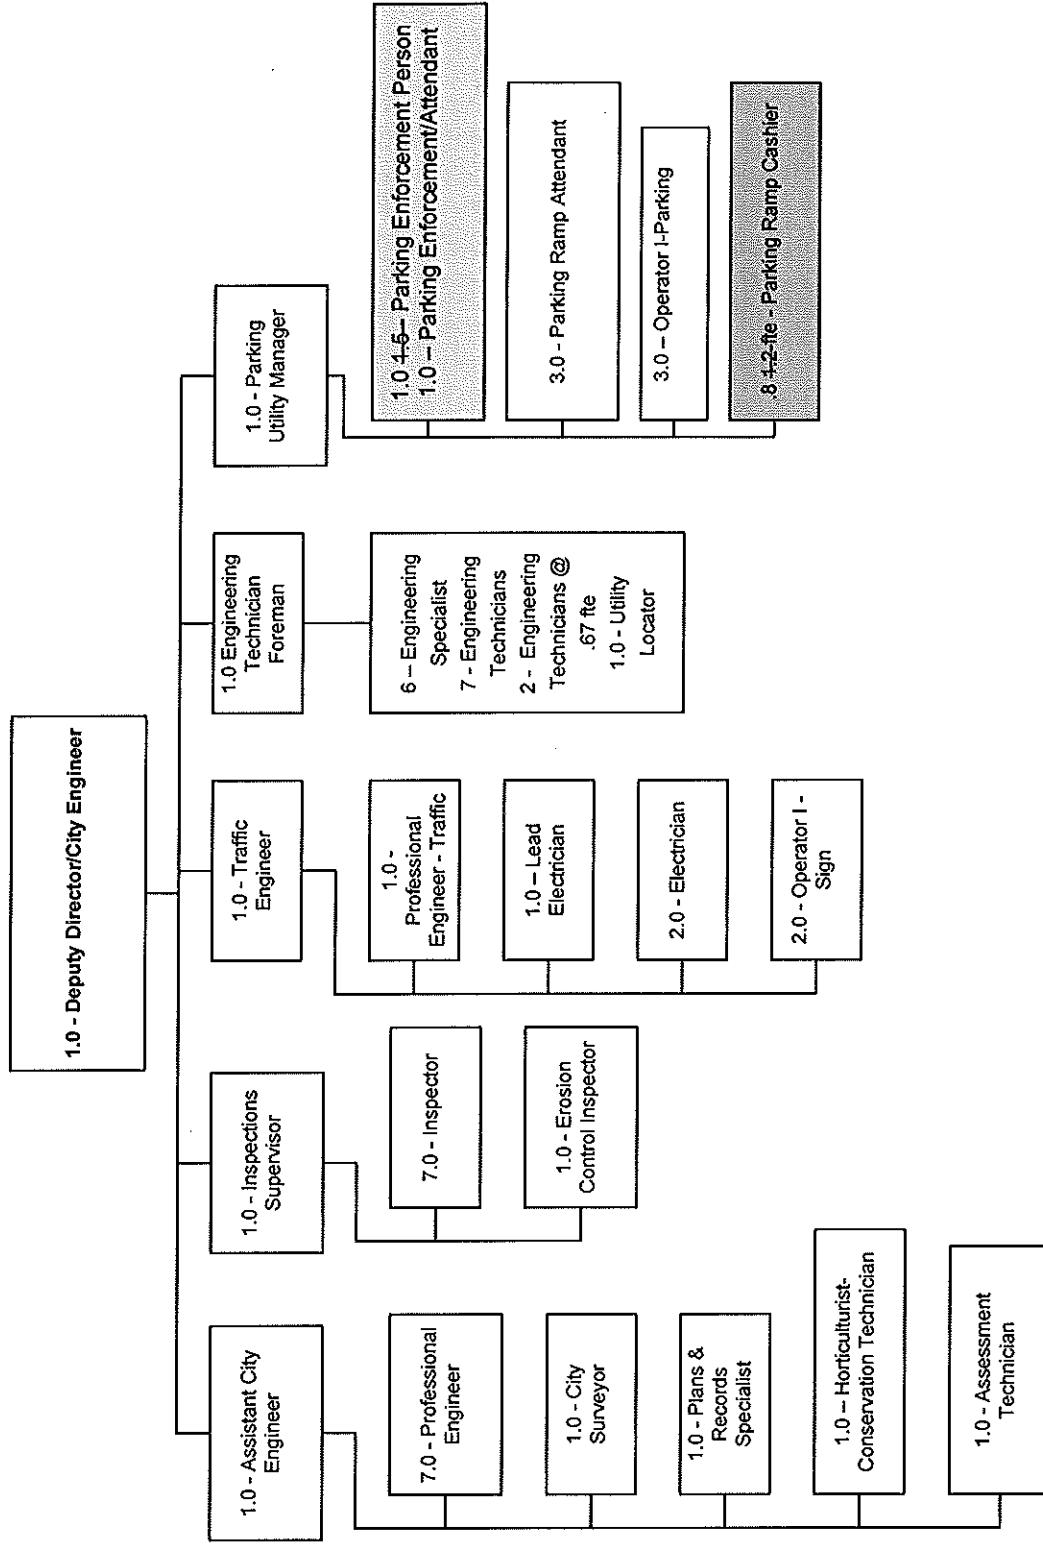 1.0 - Deputy Director/City Engineer
1.0 - Assistant City
Engineer
7.0 - Professional
Engineer
1.0 - City
Surveyor
1.0 - Plans &
Records
Specialist
1.0 – Horticulturist-
Conservation Technician
1.0 - Assessment
Technician
1.0 - Inspections
Supervisor
7.0 - Inspector
1.0 - Erosion
Control Inspector
1.0 - Traffic
Engineer
1.0 -
Professional
Engineer - Traffic
1.0 – Lead
Electrician
2.0 - Electrician
2.0 - Operator I -
Sign
1.0 Engineering
Technician
Foreman
6 – Engineering
Specialist
7 - Engineering
Technicians
2 – Engineering
Technicians @
.67 fte
1.0 - Utility
Locator
1.0 - Parking
Utility Manager
1.0 1.5 – Parking Enforcement Person
1.0 – Parking Enforcement/Attendant
3.0 - Parking Ramp Attendant
3.0 – Operator I-Parking
.8 1.2-fte - Parking Ramp Cashier